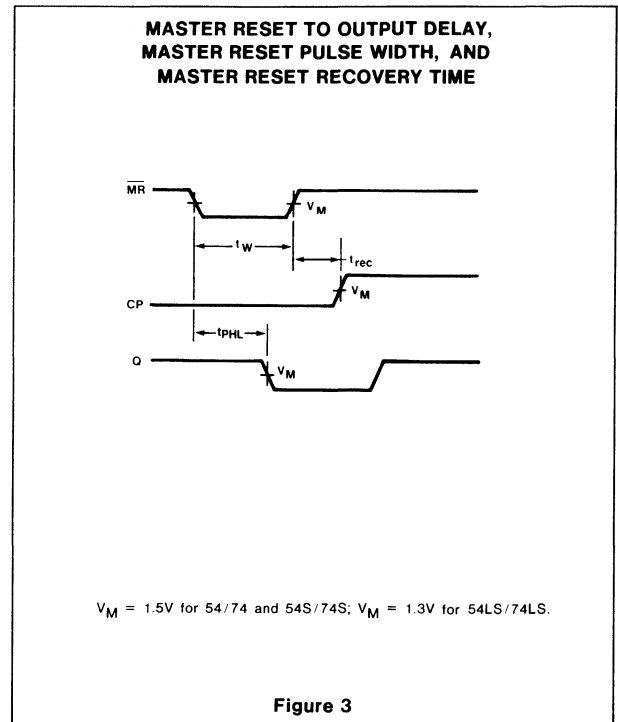 MASTER RESET TO OUTPUT DELAY,
MASTER RESET PULSE WIDTH, AND
MASTER RESET RECOVERY TIME
M̅R̅
VM
tW
trec
VM
CP
tPHL
Q
VM
VM = 1.5V for 54/74 and 54S/74S; VM = 1.3V for 54LS/74LS.
Figure 3